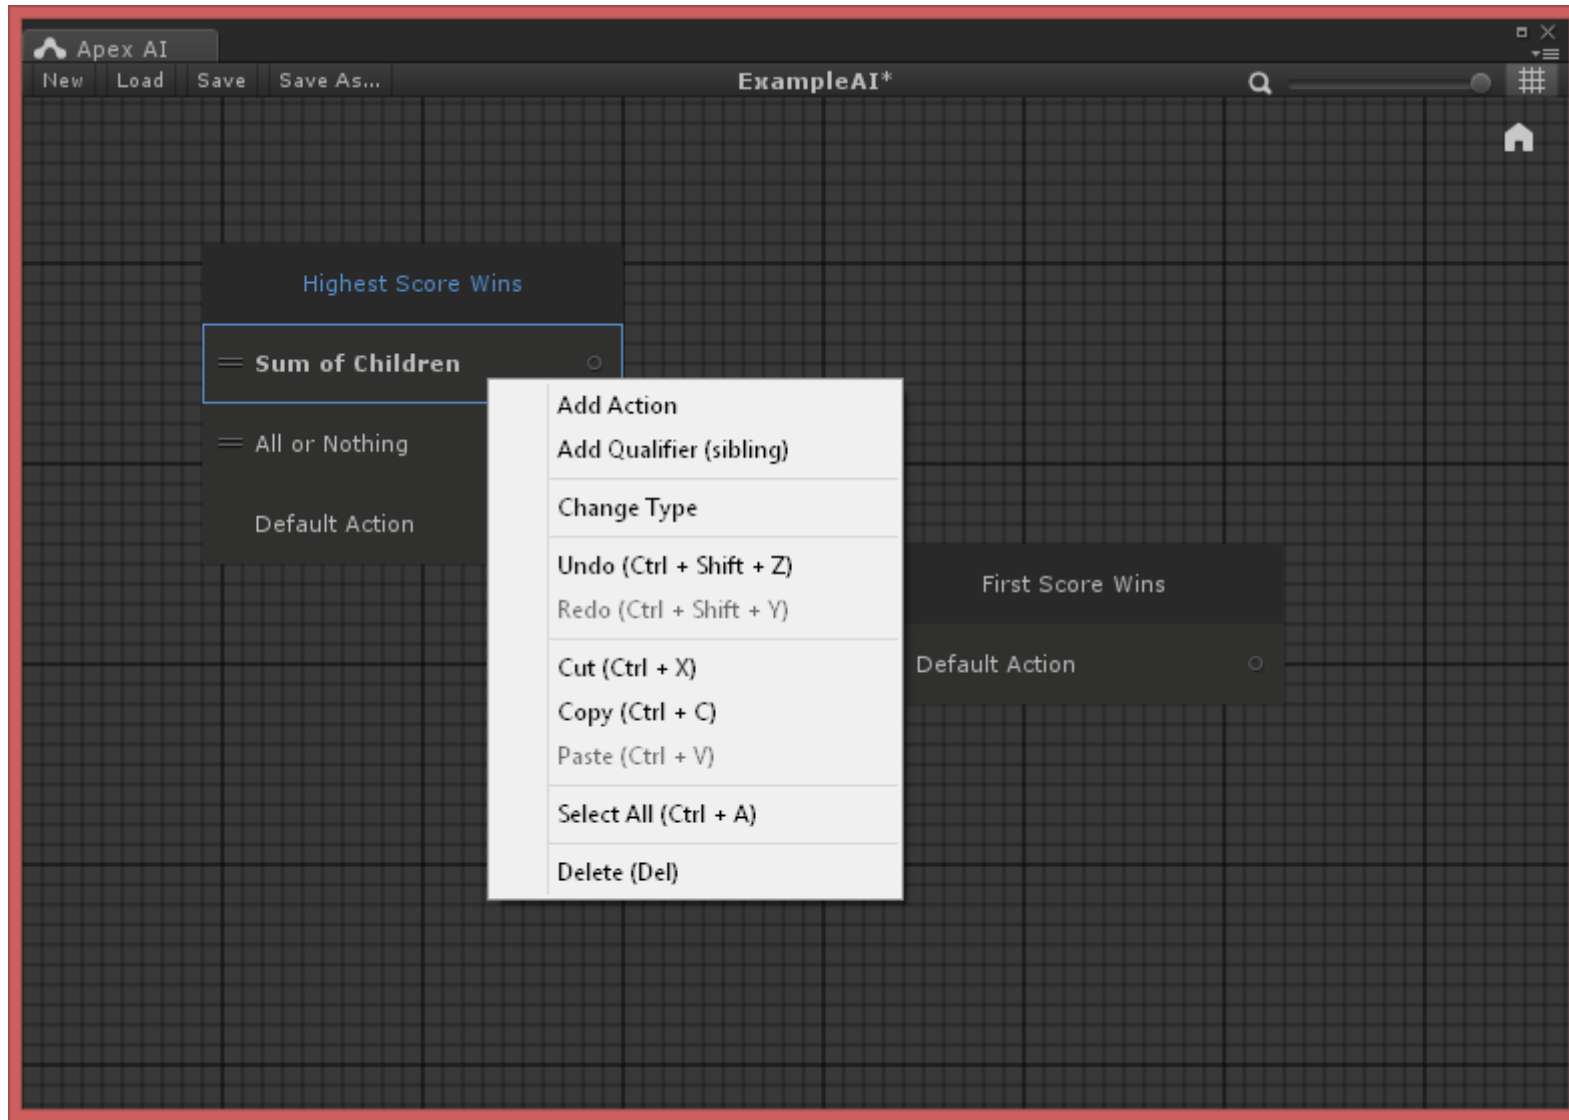 Apex AI
New Load Save Save As... ExampleAI*
Highest Score Wins
Sum of Children
All or Nothing
Default Action
Add Action
Add Qualifier (sibling)
Change Type
Undo (Ctrl + Shift + Z)
Redo (Ctrl + Shift + Y)
Cut (Ctrl + X)
Copy (Ctrl + C)
Paste (Ctrl + V)
Select All (Ctrl + A)
Delete (Del)
First Score Wins
Default Action